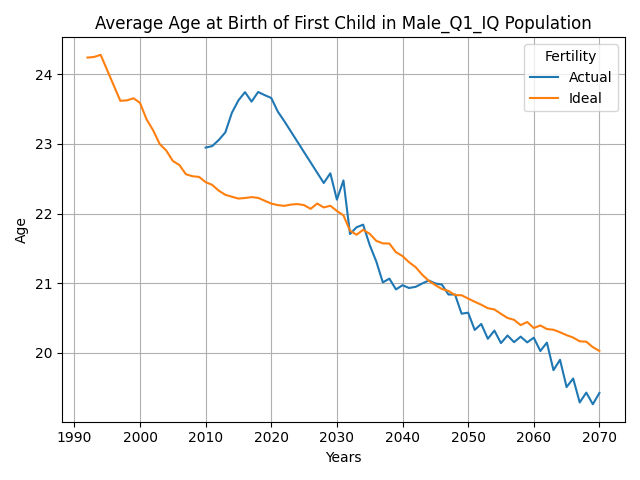 Average Age at Birth of First Child in Male_Q1_IQ Population
Fertility
Actual
Ideal
Age
24
23
22
21
20
1990 2000 2010 2020 2030 2040 2050 2060 2070
Years